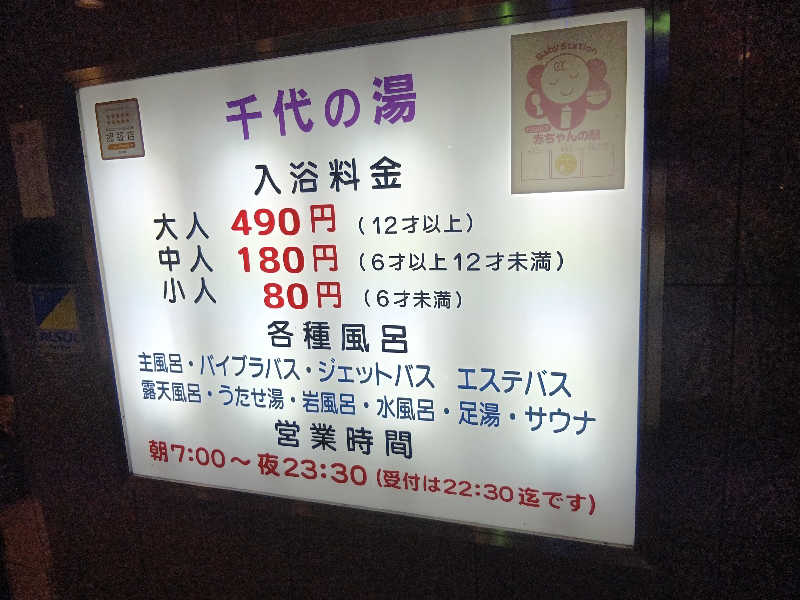 千代の湯
Baby Station
赤ちゃんの駅
入浴料金
大人 490円 (12才以上)
中人 180円 (6才以上12才未満)
小人 80円 (6才未満)
各種風呂
主風呂・バイブラバス・ジェットバス エステバス
露天風呂・うたせ湯・岩風呂・水風呂・足湯・サウナ
営業時間
朝7:00〜夜23:30(受付は22:30迄です)